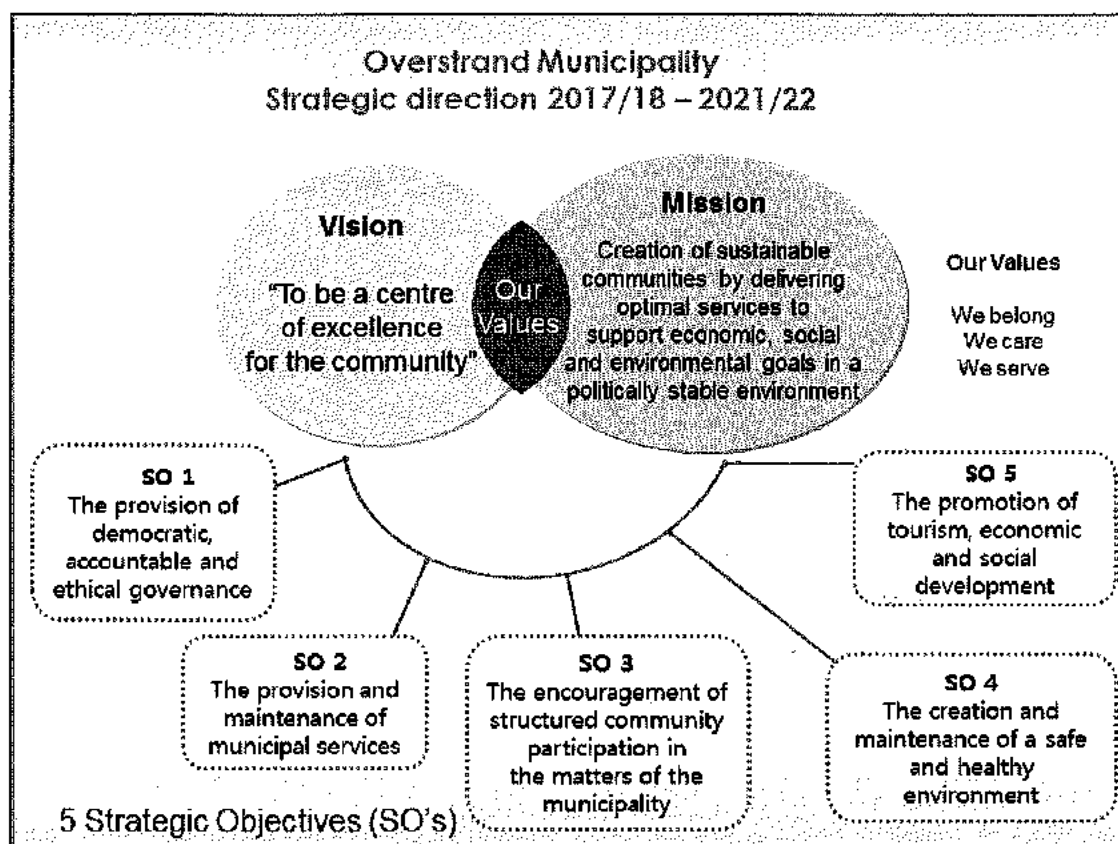 Overstrand Municipality
Strategic direction 2017/18 – 2021/22
Vision
"To be a centre
of excellence
for the community"
Our
Values
Mission
Creation of sustainable
communities by delivering
optimal services to
support economic, social
and environmental goals in a
politically stable environment
Our Values
We belong
We care
We serve
SO 1
The provision of
democratic,
accountable and
ethical governance
SO 2
The provision and
maintenance of
municipal services
SO 3
The encouragement of
structured community
participation in
the matters of the
municipality
SO 4
The creation and
maintenance of a safe
and healthy
environment
SO 5
The promotion of
tourism, economic
and social
development
5 Strategic Objectives (SO's)